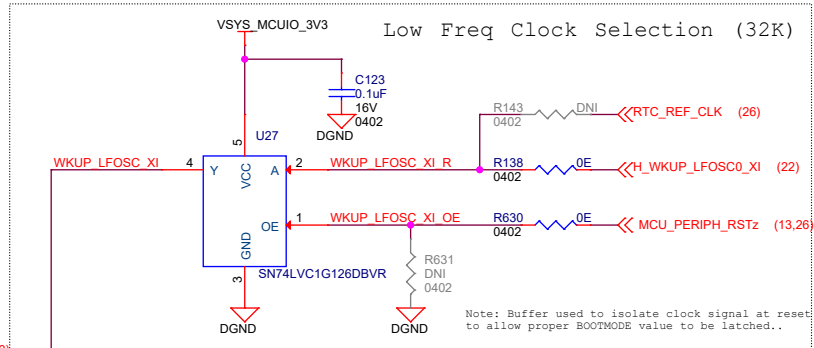 VSYS_MCUIO_3V3
Low Freq Clock Selection (32K)
C123
0.1uF
16V
0402
DGND
R143
0402
DNI
RTC_REF_CLK (26)
U27
5
VCC
WKUP_LFOSC_XI
4
Y
A
2
WKUP_LFOSC_XI_R
R138
0402
0E
H_WKUP_LFOSC0_XI (22)
OE
1
WKUP_LFOSC_XI_OE
R630
0402
0E
MCU_PERIPH_RSTz (13,26)
GND
3
SN74LVC1G126DBVR
R631
DNI
0402
DGND
DGND
Note: Buffer used to isolate clock signal at reset
to allow proper BOOTMODE value to be latched..